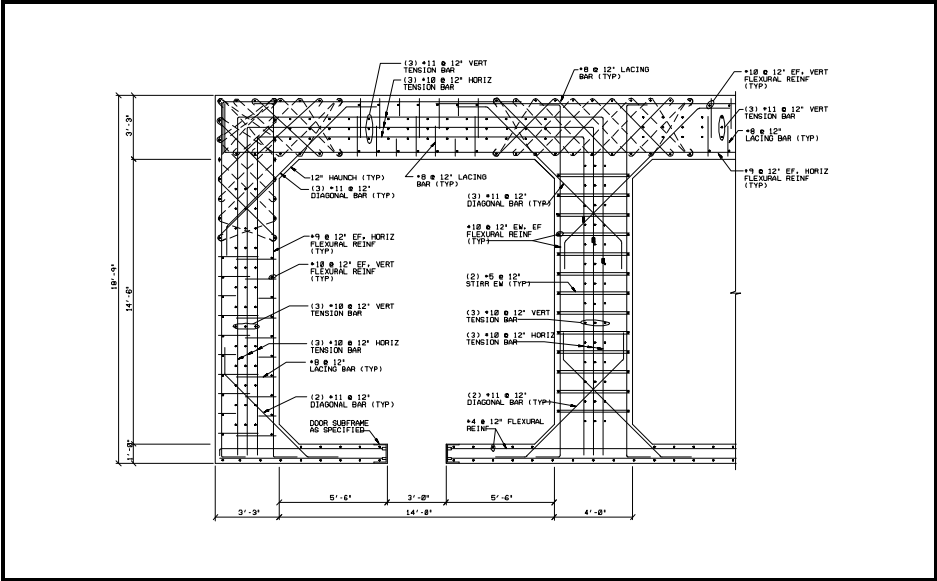 (3) #11 @ 12" VERT
TENSION BAR
(3) #10 @ 12" HORIZ
TENSION BAR
#8 @ 12" LACING
BAR (TYP)
#10 @ 12" EF, VERT
FLEXURAL REINF
(TYP)
(3) #11 @ 12" VERT
TENSION BAR
#8 @ 12"
LACING BAR (TYP)
#9 @ 12" EF, HORIZ
FLEXURAL REINF
(TYP)
12" HAUNCH (TYP)
(3) #11 @ 12"
DIAGONAL BAR (TYP)
#8 @ 12" LACING
BAR (TYP)
(3) #11 @ 12"
DIAGONAL BAR (TYP)
#9 @ 12" EF, HORIZ
FLEXURAL REINF
(TYP)
#10 @ 12" EW, EF
FLEXURAL REINF
(TYP)
#10 @ 12" EF, VERT
FLEXURAL REINF
(TYP)
(2) #5 @ 12"
STIRR EW (TYP)
(3) #10 @ 12" VERT
TENSION BAR
(3) #10 @ 12" VERT
TENSION BAR
(3) #10 @ 12" HORIZ
TENSION BAR
(3) #10 @ 12" HORIZ
TENSION BAR
#8 @ 12"
LACING BAR (TYP)
(2) #11 @ 12"
DIAGONAL BAR (TYP)
(2) #11 @ 12"
DIAGONAL BAR (TYP)
DOOR SUBFRAME
AS SPECIFIED
#4 @ 12" FLEXURAL
REINF
3'-3"
18'-9"
14'-6"
1'-0"
5'-6"
3'-0"
5'-6"
3'-3"
14'-0"
4'-0"